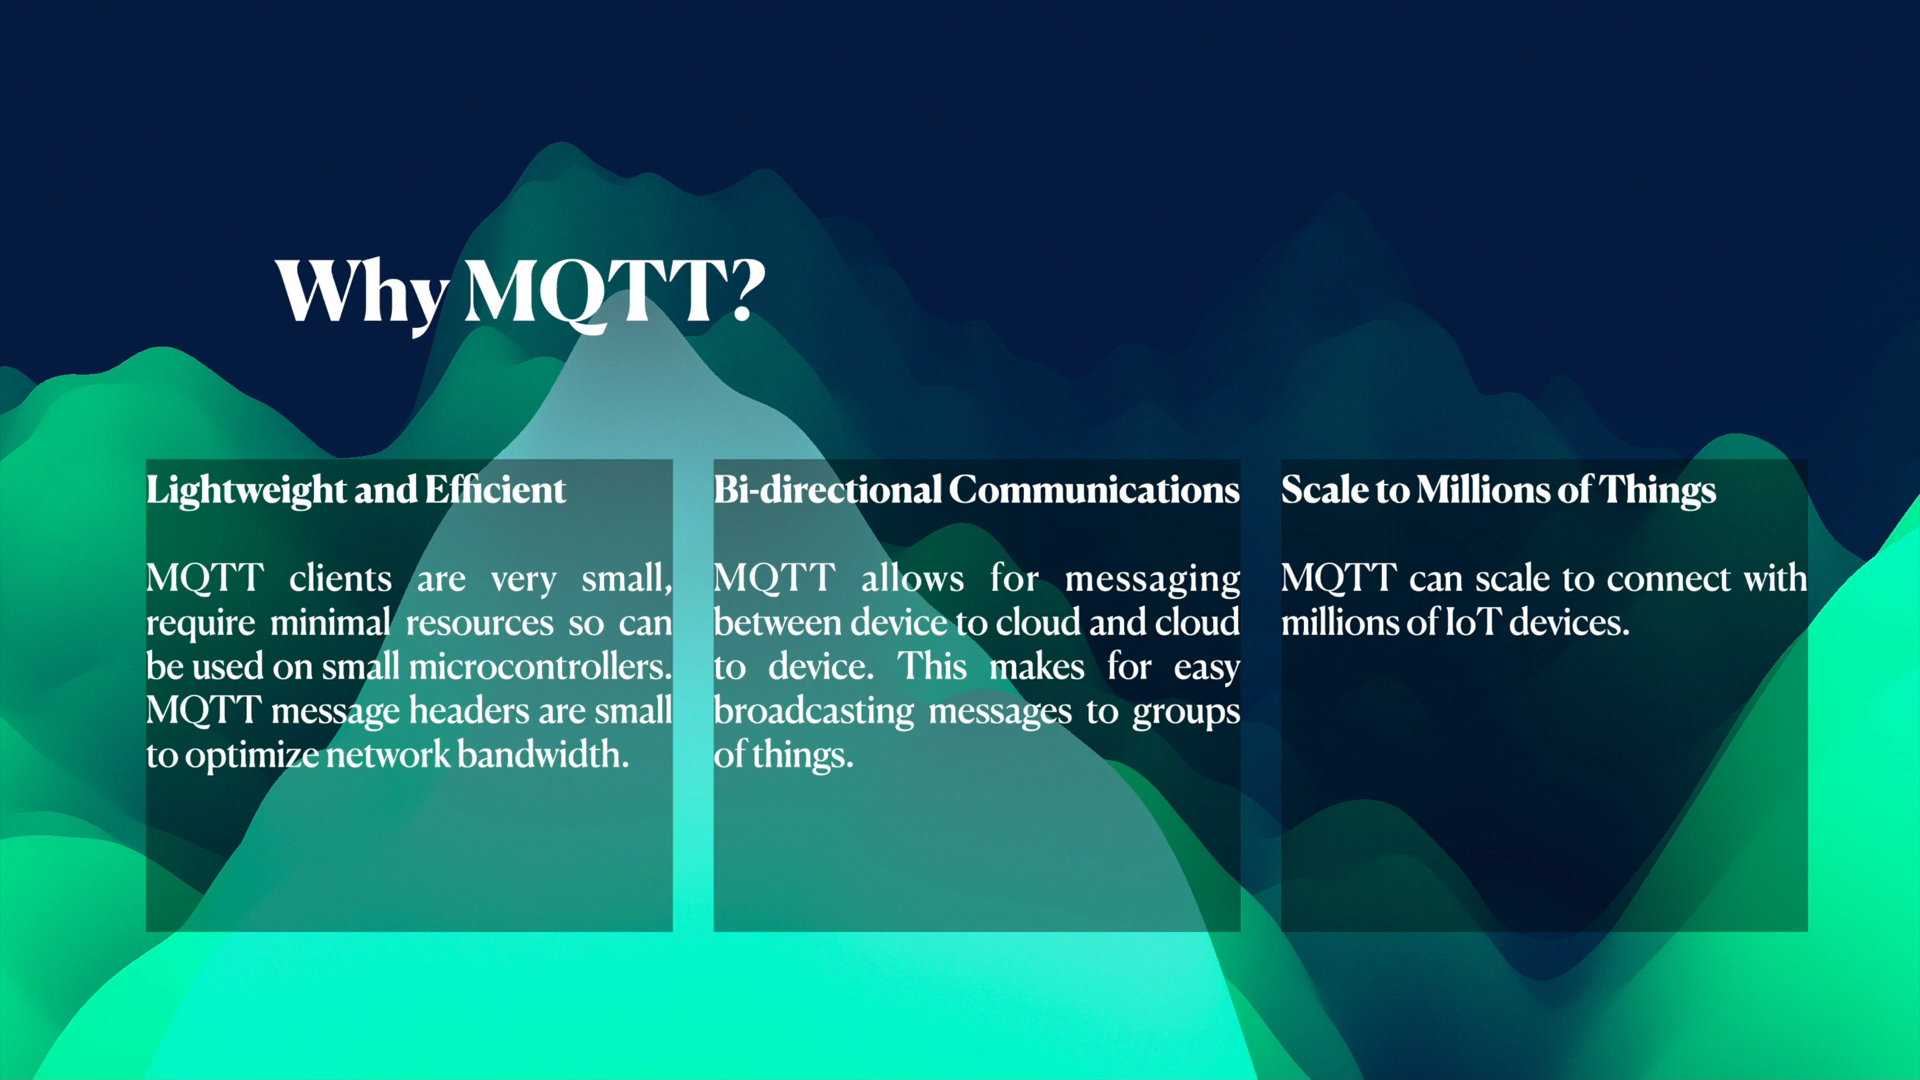 Why MQTT?
Lightweight and Efficient
MQTT clients are very small,
require minimal resources so can
be used on small microcontrollers.
MQTT message headers are small
to optimize network bandwidth.
Bi-directional Communications
MQTT allows for messaging
between device to cloud and cloud
to device. This makes for easy
broadcasting messages to groups
of things.
Scale to Millions of Things
MQTT can scale to connect with
millions of IoT devices.